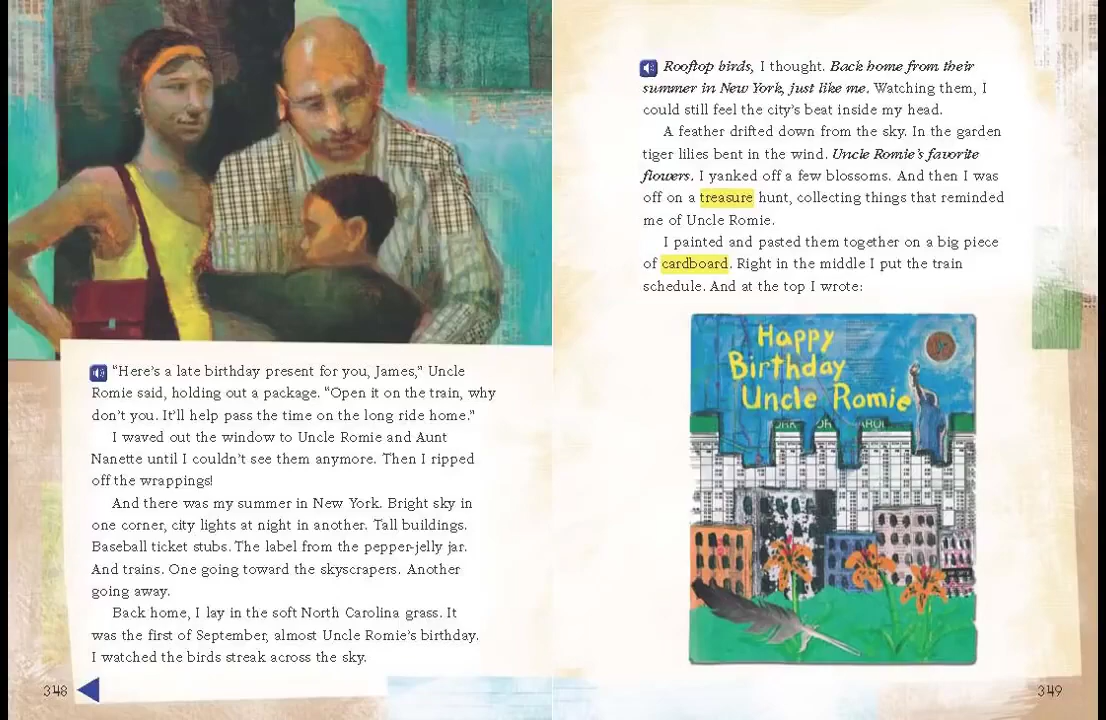 "Here's a late birthday present for you, James," Uncle
Romie said, holding out a package. "Open it on the train, why
don't you. It'll help pass the time on the long ride home."
I waved out the window to Uncle Romie and Aunt
Nanette until I couldn't see them anymore. Then I ripped
off the wrappings!
And there was my summer in New York. Bright sky in
one corner, city lights at night in another. Tall buildings.
Baseball ticket stubs. The label from the pepper-jelly jar.
And trains. One going toward the skyscrapers. Another
going away.
Back home, I lay in the soft North Carolina grass. It
was the first of September, almost Uncle Romie's birthday.
I watched the birds streak across the sky.
348
Rooftop birds, I thought. Back home from their
summer in New York, just like me. Watching them, I
could still feel the city's beat inside my head.
A feather drifted down from the sky. In the garden
tiger lilies bent in the wind. Uncle Romie's favorite
flowers. I yanked off a few blossoms. And then I was
off on a treasure hunt, collecting things that reminded
me of Uncle Romie.
I painted and pasted them together on a big piece
of cardboard. Right in the middle I put the train
schedule. And at the top I wrote:
Happy
Birthday
Uncle Romie
349